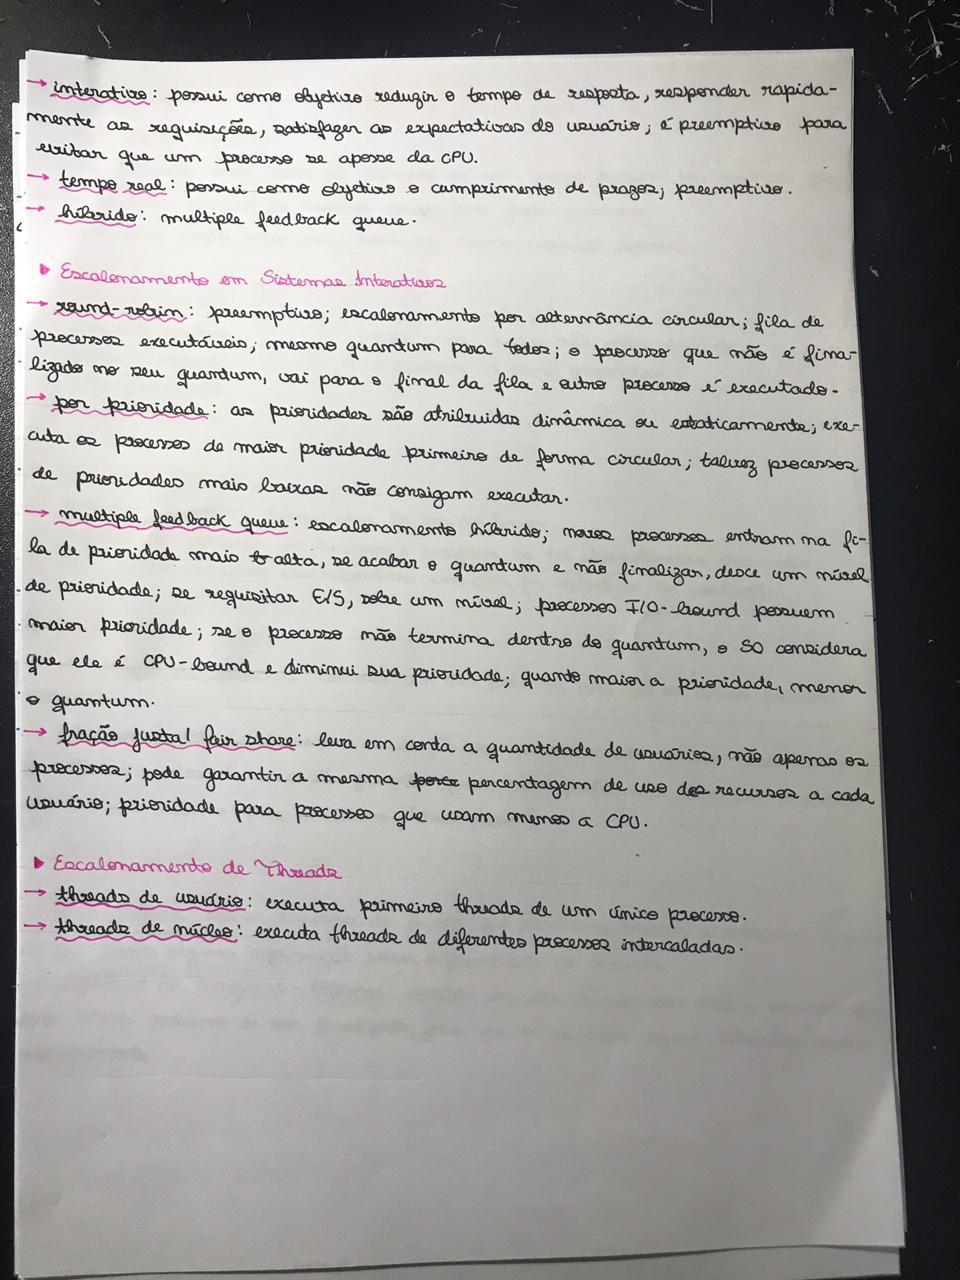 → interativo: possui como objetivo reduzir o tempo de resposta, responder rapida-
mente as requisições, satisfazer as expectativas do usuário; é preemptivo para
evitar que um processo se aposse da CPU.
→ tempo real: possui como objetivo o cumprimento de prazos; preemptivo.
→ híbrido: multiple feedback queue.
▶ Escalonamento em Sistemas Interativos
→ round-robin: preemptivo; escalonamento por alternância circular; fila de
processos executáveis; mesmo quantum para todos; o processo que não é fina-
lizado no seu quantum, vai para o final da fila e outro processo é executado.
→ por prioridade: as prioridades são atribuidas dinâmica ou estaticamente; exe-
cuta os processos de maior prioridade primeiro de forma circular; talvez processos
de prioridades mais baixas não consigam executar.
→ multiple feedback queue: escalonamento híbrido; novos processos entram na fi-
la de prioridade mais alta, se acabar o quantum e não finalizar, desce um nível
de prioridade; se requisitar E/S, sobe um nível; processos I/O-bound possuem
maior prioridade; se o processo não termina dentro do quantum, o SO considera
que ele é CPU-bound e diminui sua prioridade; quanto maior a prioridade, menor
o quantum.
→ fração justa/ fair share: leva em conta a quantidade de usuários, não apenas os
processos; pode garantir a mesma percentagem de uso dos recursos a cada
usuário; prioridade para processos que usam menos a CPU.
▶ Escalonamento de Threads
→ threads de usuário: executa primeiro threads de um único processo.
→ threads de núcleo: executa threads de diferentes processos intercaladas.